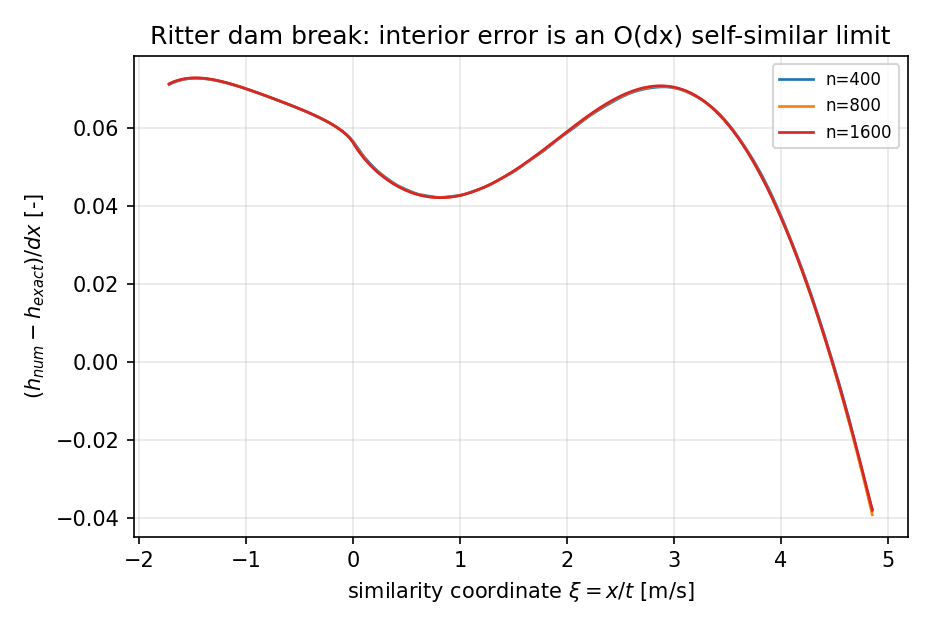 Ritter dam break: interior error is an O(dx) self-similar limit
n=400
n=800
n=1600
(h_num − h_exact)/dx [-]
0.06
0.04
0.02
0.00
−0.02
−0.04
−2
−1
0
1
2
3
4
5
similarity coordinate ξ = x/t [m/s]